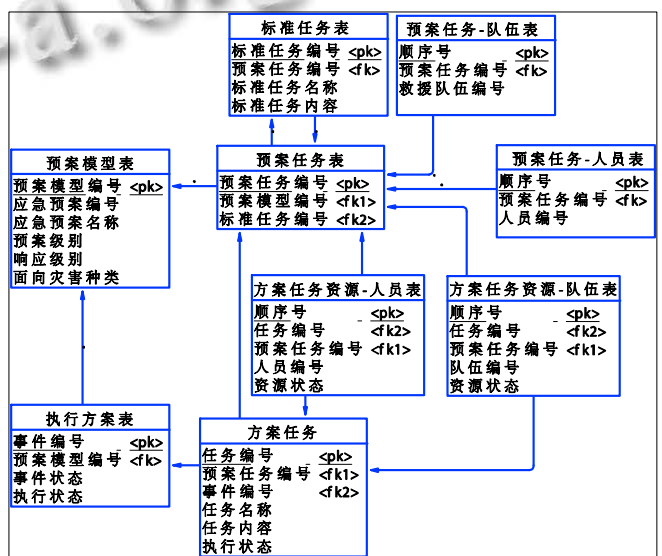 标准任务表
标准任务编号 <pk>
预案任务编号 <fk>
标准任务名称
标准任务内容
预案任务-队伍表
顺序号 <pk>
预案任务编号 <fk>
救援队伍编号
预案模型表
预案模型编号 <pk>
应急预案编号
应急预案名称
预案级别
响应级别
面向灾害种类
预案任务表
预案任务编号 <pk>
预案模型编号 <fk1>
标准任务编号 <fk2>
预案任务-人员表
顺序号 <pk>
预案任务编号 <fk>
人员编号
方案任务资源-人员表
顺序号 <pk>
任务编号 <fk2>
预案任务编号 <fk1>
人员编号
资源状态
方案任务资源-队伍表
顺序号 <pk>
任务编号 <fk2>
预案任务编号 <fk1>
队伍编号
资源状态
执行方案表
事件编号 <pk>
预案模型编号 <fk>
事件状态
执行状态
方案任务
任务编号 <pk>
预案任务编号 <fk1>
事件编号 <fk2>
任务名称
任务内容
执行状态